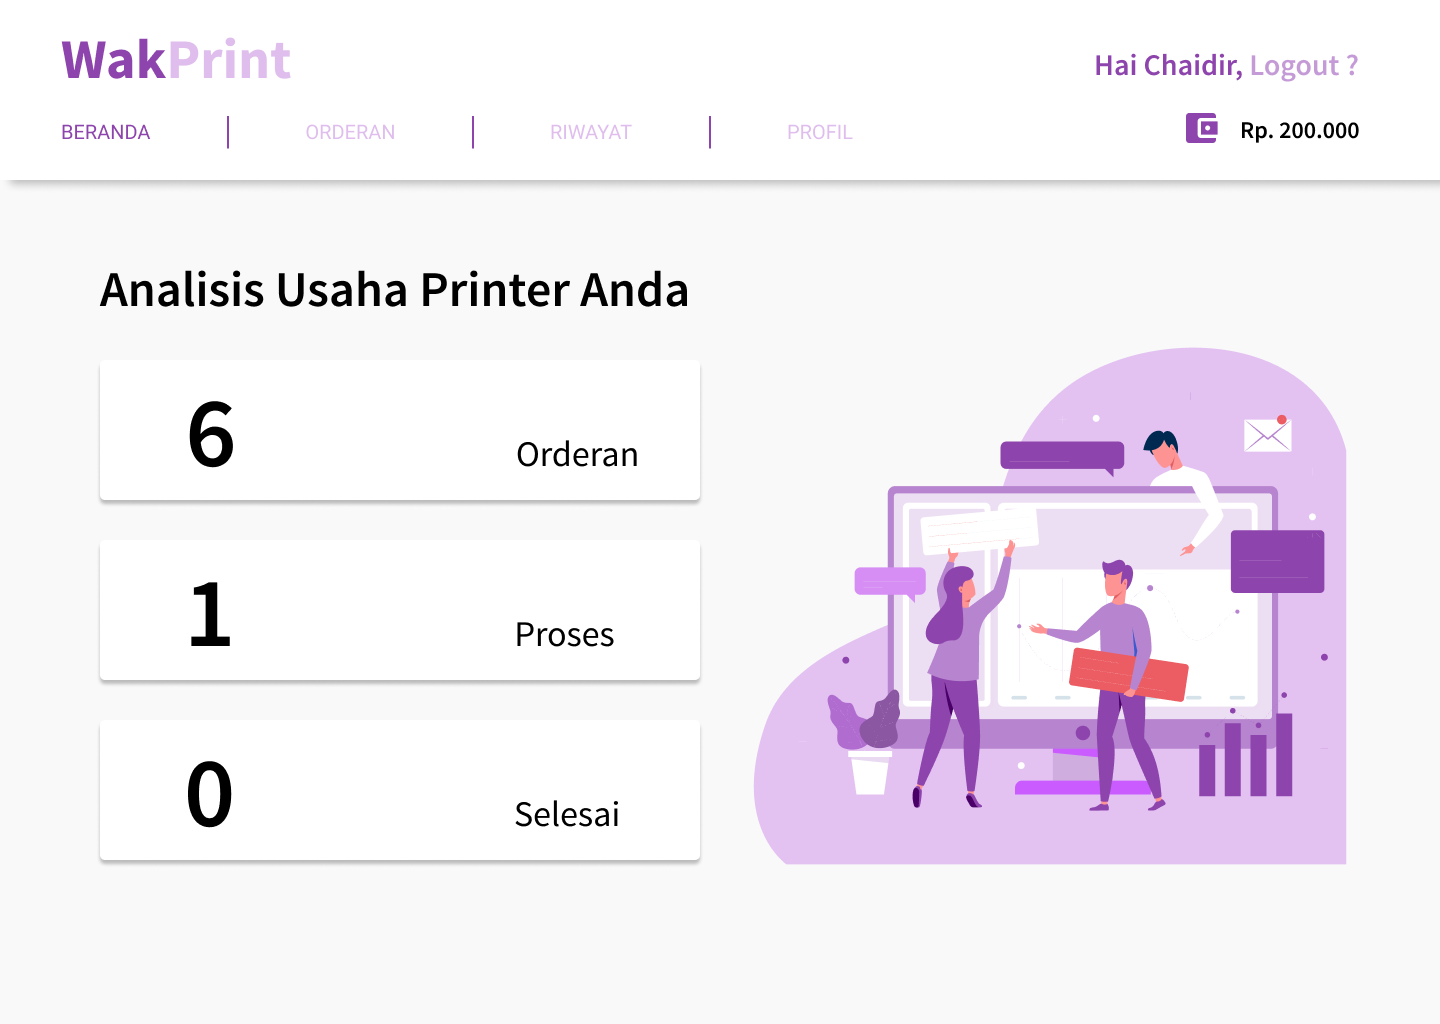 WakPrint
Hai Chaidir, Logout ?
BERANDA ORDERAN RIWAYAT PROFIL
Rp. 200.000
Analisis Usaha Printer Anda
6 Orderan
1 Proses
0 Selesai